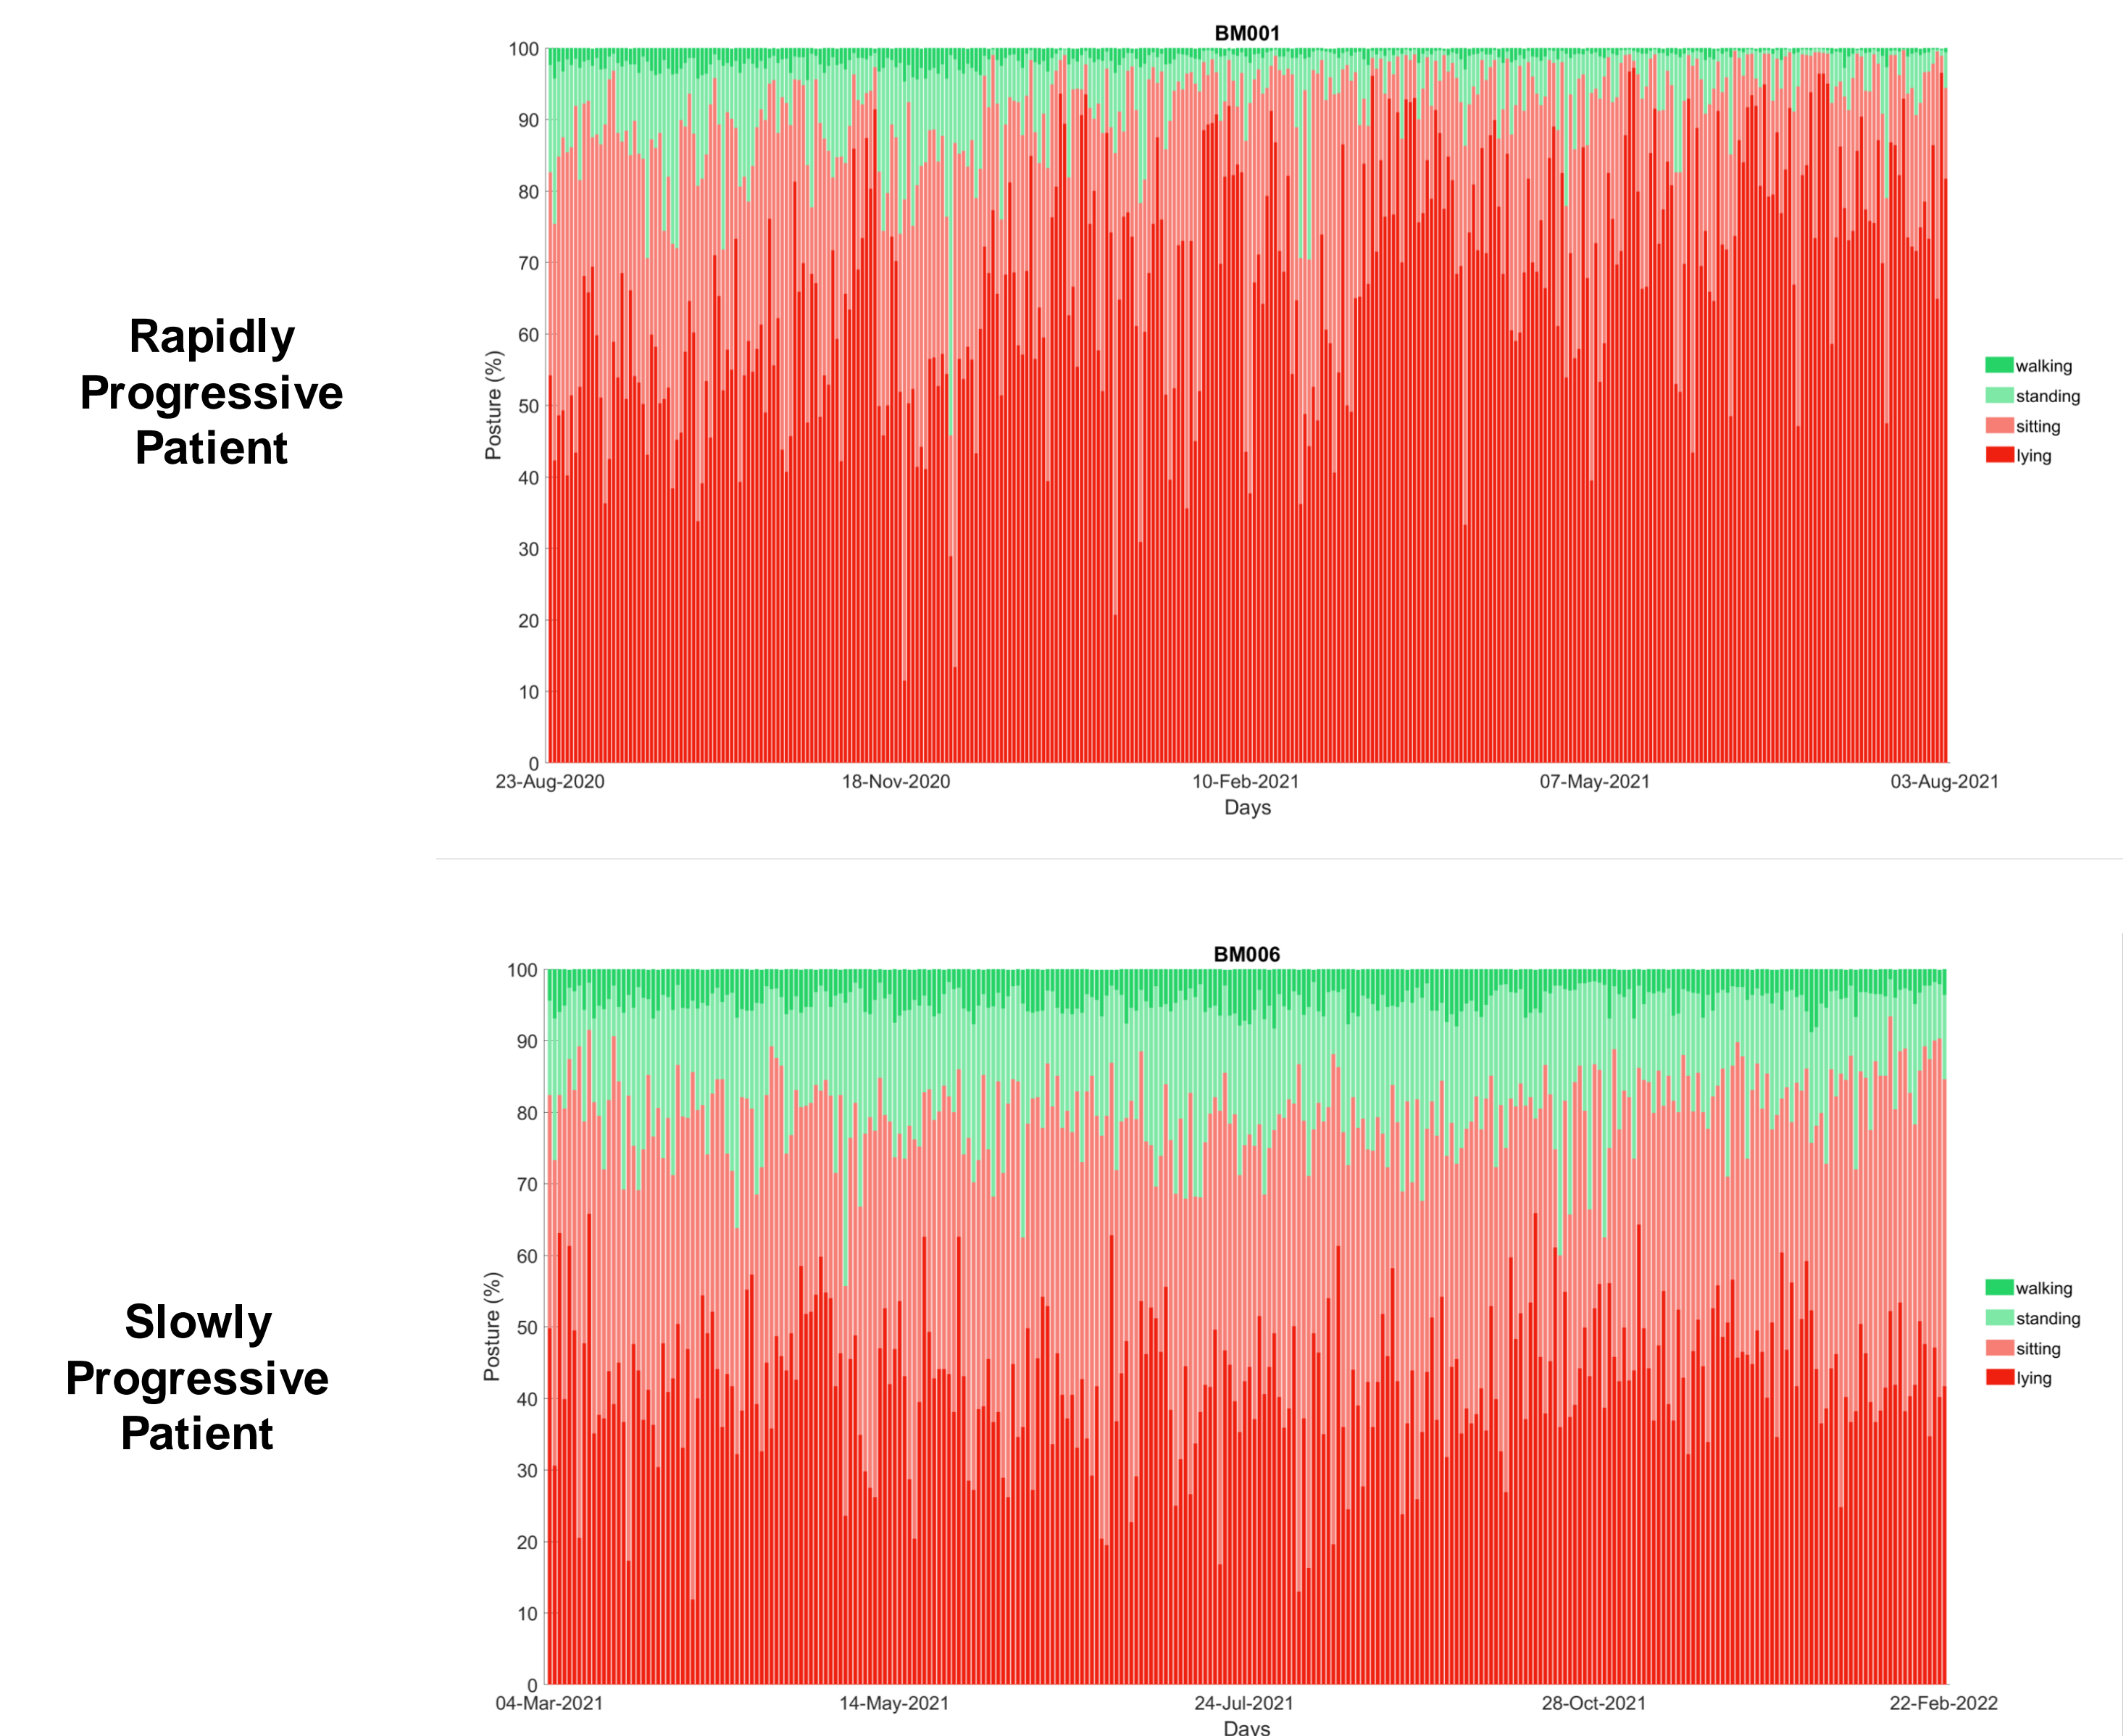 Rapidly
Progressive
Patient
BM001
Posture (%)
100
90
80
70
60
50
40
30
20
10
0
23-Aug-2020 18-Nov-2020 10-Feb-2021 07-May-2021 03-Aug-2021
Days
walking
standing
sitting
lying
Slowly
Progressive
Patient
BM006
Posture (%)
100
90
80
70
60
50
40
30
20
10
0
04-Mar-2021 14-May-2021 24-Jul-2021 28-Oct-2021 22-Feb-2022
Days
walking
standing
sitting
lying